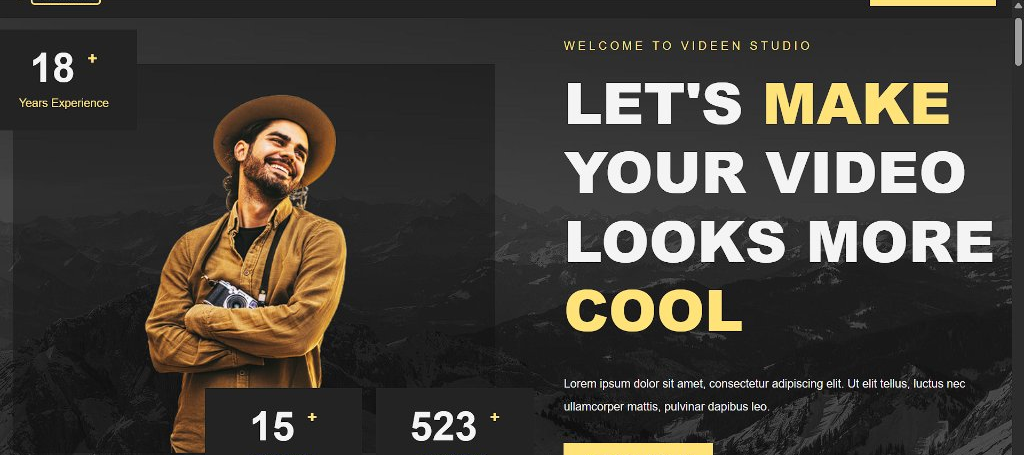 18 +
Years Experience
WELCOME TO VIDEEN STUDIO
LET'S MAKE
YOUR VIDEO
LOOKS MORE
COOL
Lorem ipsum dolor sit amet, consectetur adipiscing elit. Ut elit tellus, luctus nec
ullamcorper mattis, pulvinar dapibus leo.
15 +
523 +